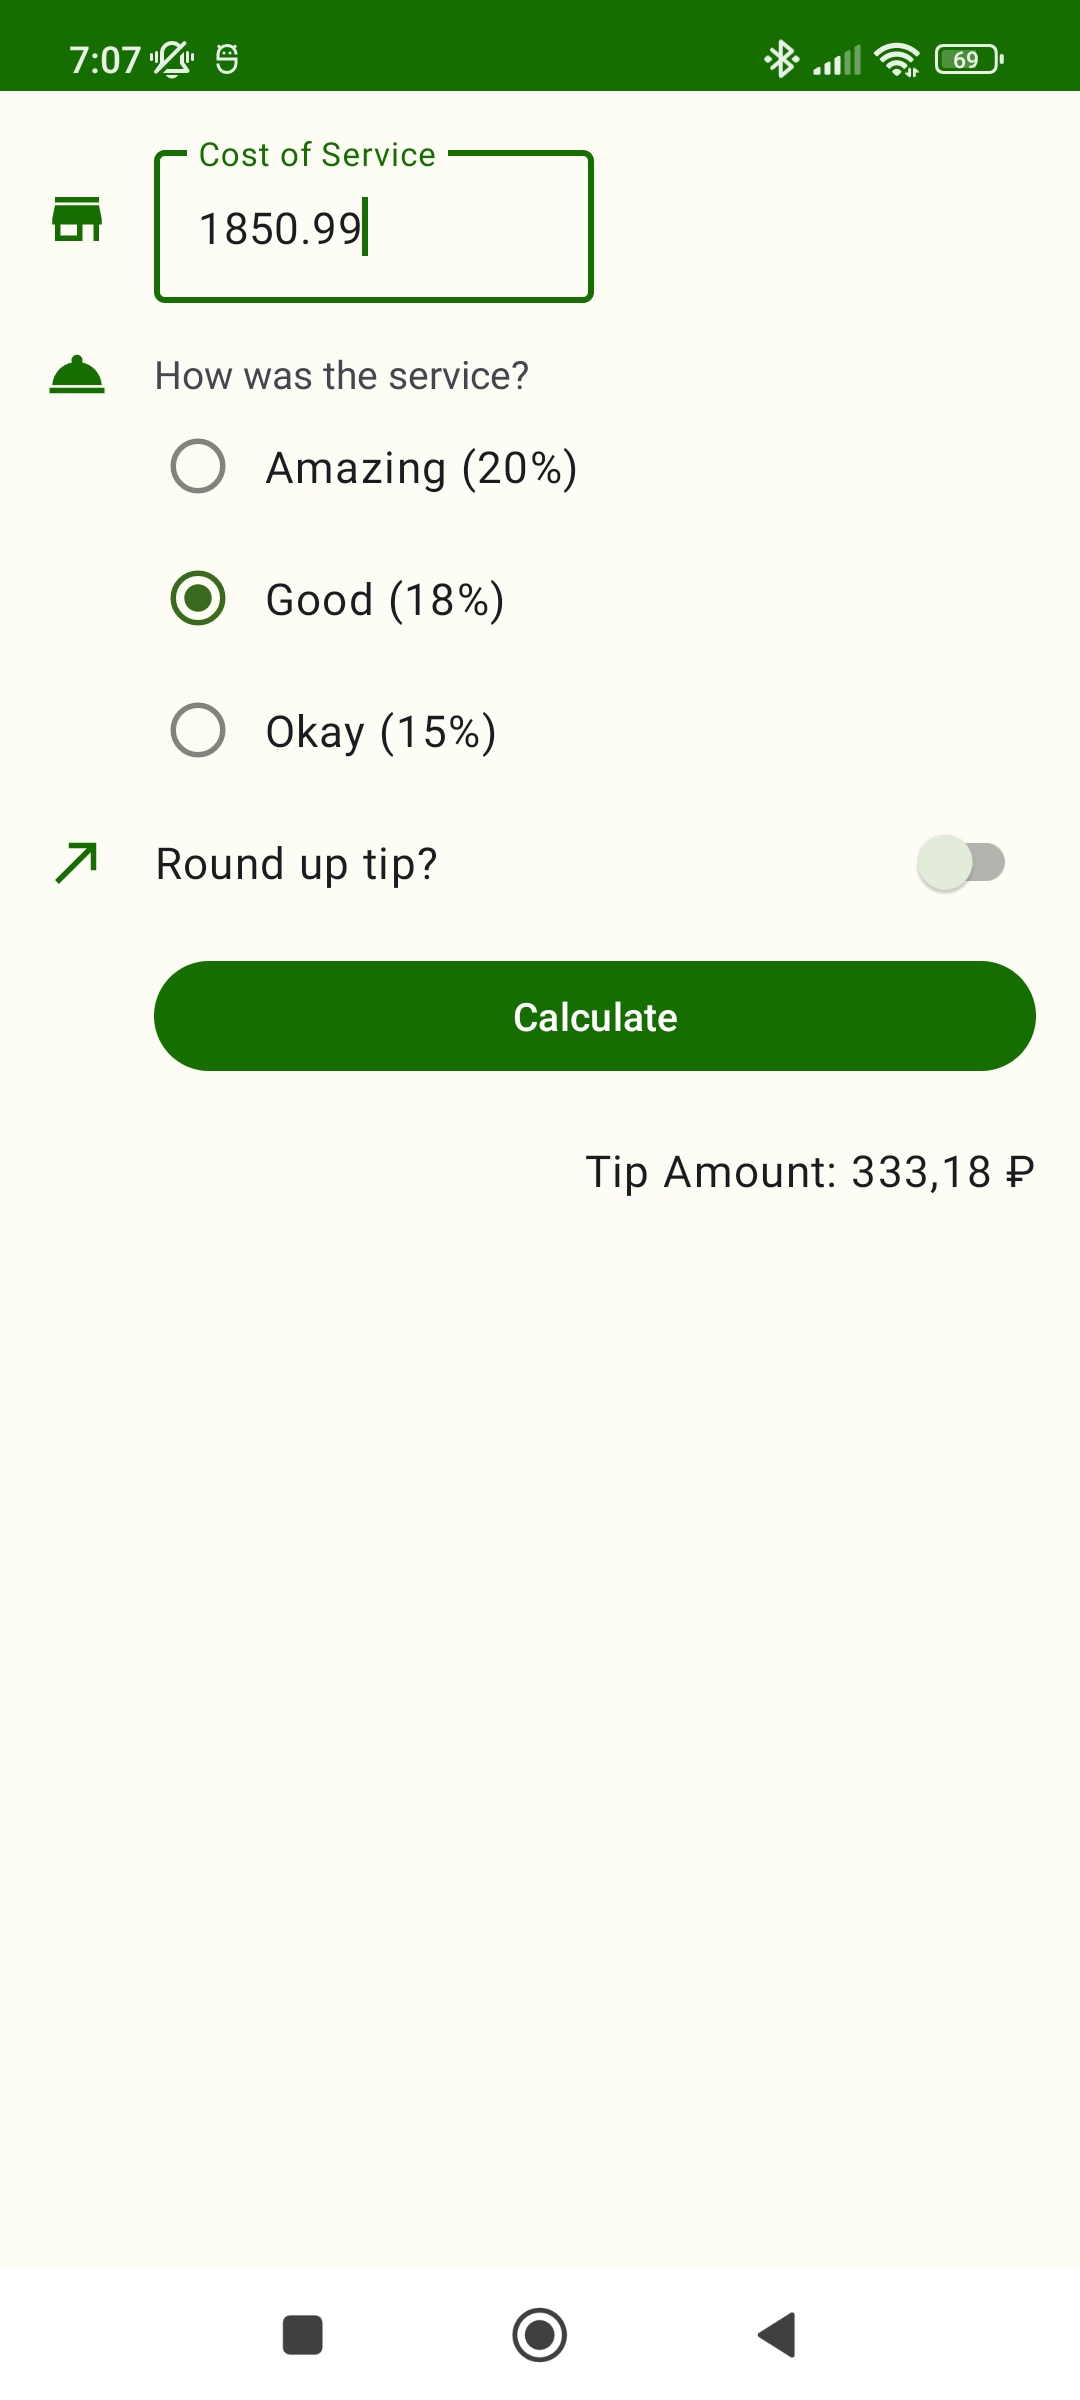 7:07
69
Cost of Service
1850.99
How was the service?
Amazing (20%)
Good (18%)
Okay (15%)
Round up tip?
Calculate
Tip Amount: 333,18 ₽